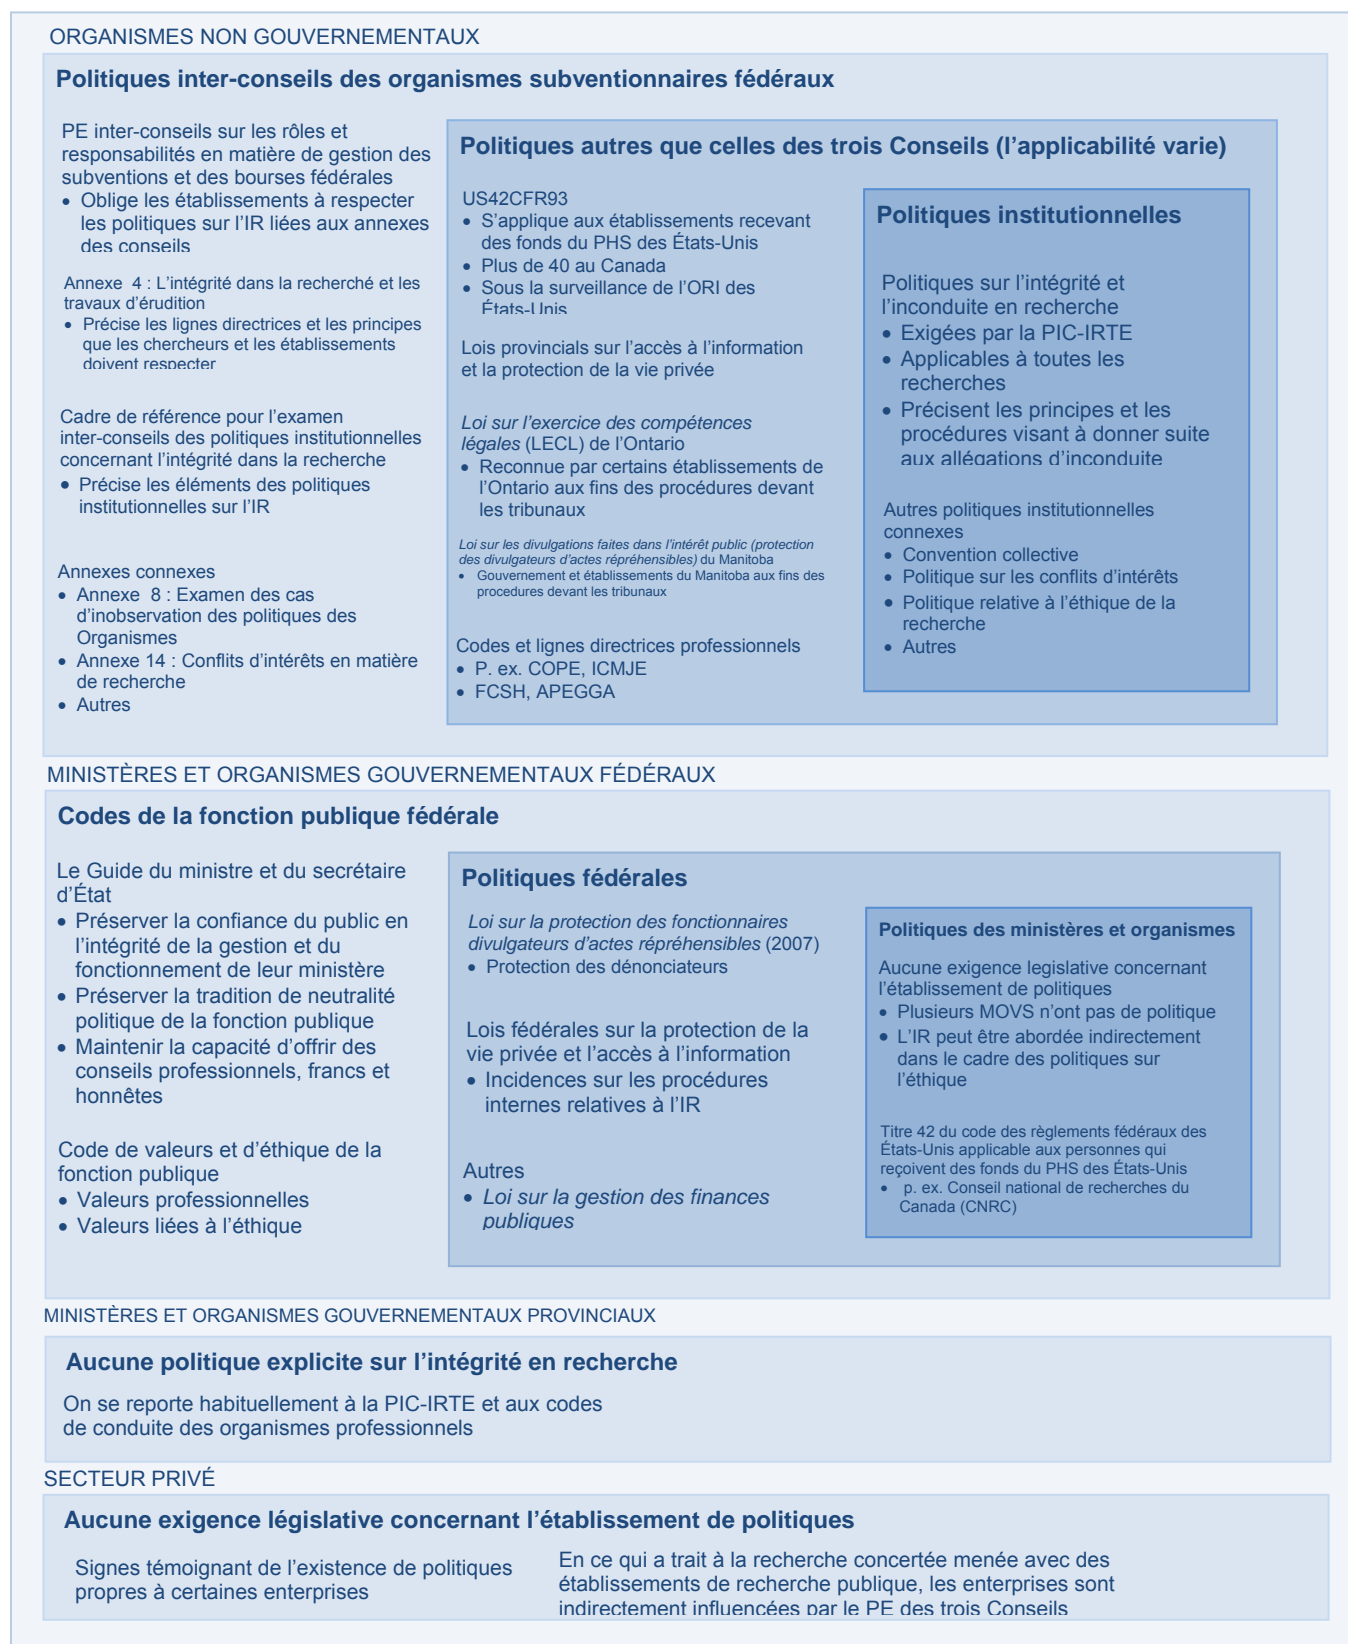 ORGANISMES NON GOUVERNEMENTAUX
Politiques inter-conseils des organismes subventionnaires fédéraux
PE inter-conseils sur les rôles et
responsabilités en matière de gestion des
subventions et des bourses fédérales
• Oblige les établissements à respecter
les politiques sur l’IR liées aux annexes
des conseils
Annexe 4 : L’intégrité dans la recherché et les
travaux d’érudition
• Précise les lignes directrices et les principes
que les chercheurs et les établissements
doivent respecter
Cadre de référence pour l’examen
inter-conseils des politiques institutionnelles
concernant l’intégrité dans la recherche
• Précise les éléments des politiques
institutionnelles sur l’IR
Annexes connexes
• Annexe 8 : Examen des cas
d’inobservation des politiques des
Organismes
• Annexe 14 : Conflits d’intérêts en matière
de recherche
• Autres
Politiques autres que celles des trois Conseils (l’applicabilité varie)
US42CFR93
• S’applique aux établissements recevant
des fonds du PHS des États-Unis
• Plus de 40 au Canada
• Sous la surveillance de l’ORI des
États-Unis
Lois provincials sur l’accès à l’information
et la protection de la vie privée
Loi sur l’exercice des compétences
légales (LECL) de l’Ontario
• Reconnue par certains établissements de
l’Ontario aux fins des procédures devant
les tribunaux
Loi sur les divulgations faites dans l’intérêt public (protection
des divulgateurs d’actes répréhensibles) du Manitoba
• Gouvernement et établissements du Manitoba aux fins des
procedures devant les tribunaux
Codes et lignes directrices professionnels
• P. ex. COPE, ICMJE
• FCSH, APEGGA
Politiques institutionnelles
Politiques sur l’intégrité et
l’inconduite en recherche
• Exigées par la PIC-IRTE
• Applicables à toutes les
recherches
• Précisent les principes et les
procédures visant à donner suite
aux allégations d’inconduite
Autres politiques institutionnelles
connexes
• Convention collective
• Politique sur les conflits d’intérêts
• Politique relative à l’éthique de la
recherche
• Autres
MINISTÈRES ET ORGANISMES GOUVERNEMENTAUX FÉDÉRAUX
Codes de la fonction publique fédérale
Le Guide du ministre et du secrétaire
d’État
• Préserver la confiance du public en
l’intégrité de la gestion et du
fonctionnement de leur ministère
• Préserver la tradition de neutralité
politique de la fonction publique
• Maintenir la capacité d’offrir des
conseils professionnels, francs et
honnêtes
Code de valeurs et d’éthique de la
fonction publique
• Valeurs professionnelles
• Valeurs liées à l’éthique
Politiques fédérales
Loi sur la protection des fonctionnaires
divulgateurs d’actes répréhensibles (2007)
• Protection des dénonciateurs
Lois fédérales sur la protection de la
vie privée et l’accès à l’information
• Incidences sur les procédures
internes relatives à l’IR
Autres
• Loi sur la gestion des finances
publiques
Politiques des ministères et organismes
Aucune exigence legislative concernant
l’établissement de politiques
• Plusieurs MOVS n’ont pas de politique
• L’IR peut être abordée indirectement
dans le cadre des politiques sur
l’éthique
Titre 42 du code des règlements fédéraux des
États-Unis applicable aux personnes qui
reçoivent des fonds du PHS des États-Unis
• p. ex. Conseil national de recherches du
Canada (CNRC)
MINISTÈRES ET ORGANISMES GOUVERNEMENTAUX PROVINCIAUX
Aucune politique explicite sur l’intégrité en recherche
On se reporte habituellement à la PIC-IRTE et aux codes
de conduite des organismes professionnels
SECTEUR PRIVÉ
Aucune exigence législative concernant l’établissement de politiques
Signes témoignant de l’existence de politiques
propres à certaines enterprises
En ce qui a trait à la recherche concertée menée avec des
établissements de recherche publique, les enterprises sont
indirectement influencées par le PE des trois Conseils